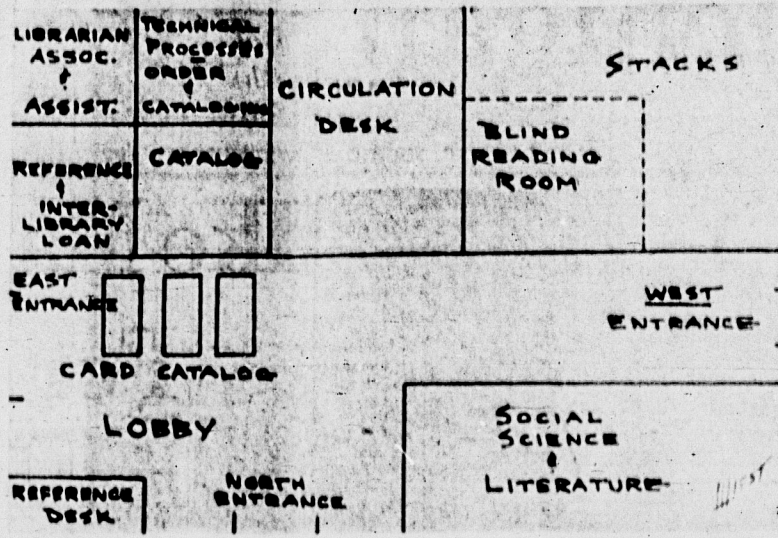 LIBRARIAN
ASSOC.
&
ASSIST.
TECHNICAL
PROCESSES
ORDER
&
CATALOGING
CIRCULATION
DESK
STACKS
BLIND
READING
ROOM
REFERENCE
&
INTER-
LIBRARY
LOAN
CATALOG
EAST
ENTRANCE
WEST
ENTRANCE
CARD CATALOG
LOBBY
SOCIAL
SCIENCE
&
LITERATURE
REFERENCE
DESK
NORTH
ENTRANCE
WEST